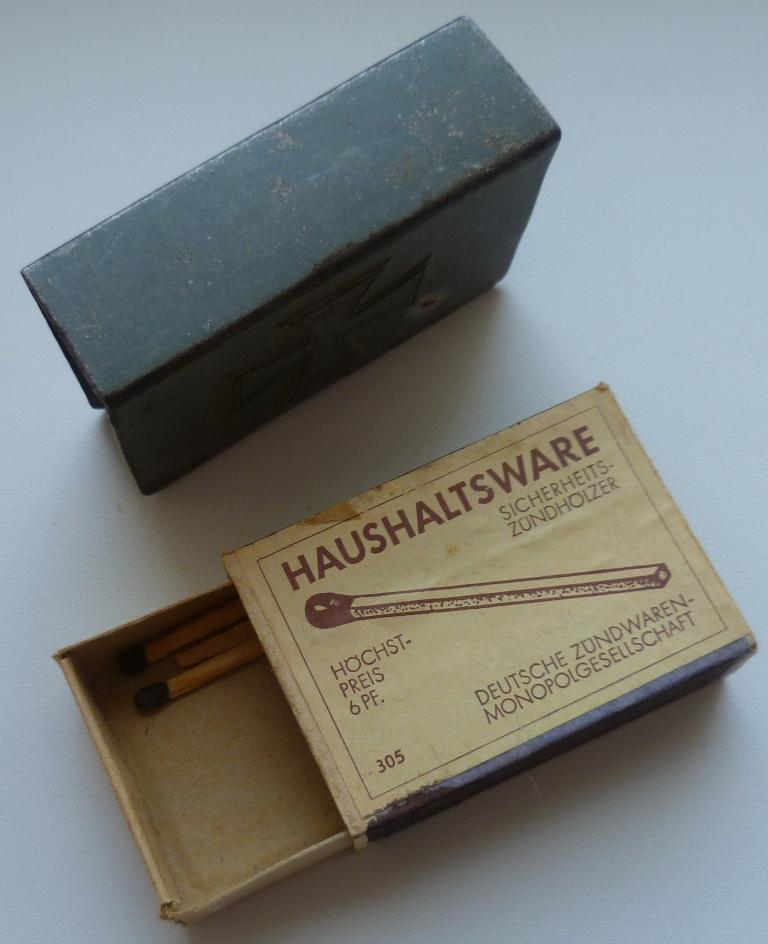 HAUSHALTSWARE
SICHERHEITS-
ZÜNDHÖLZER
HÖCHST-
PREIS
6 PF.
DEUTSCHE ZÜNDWAREN-
MONOPOLGESELLSCHAFT
305